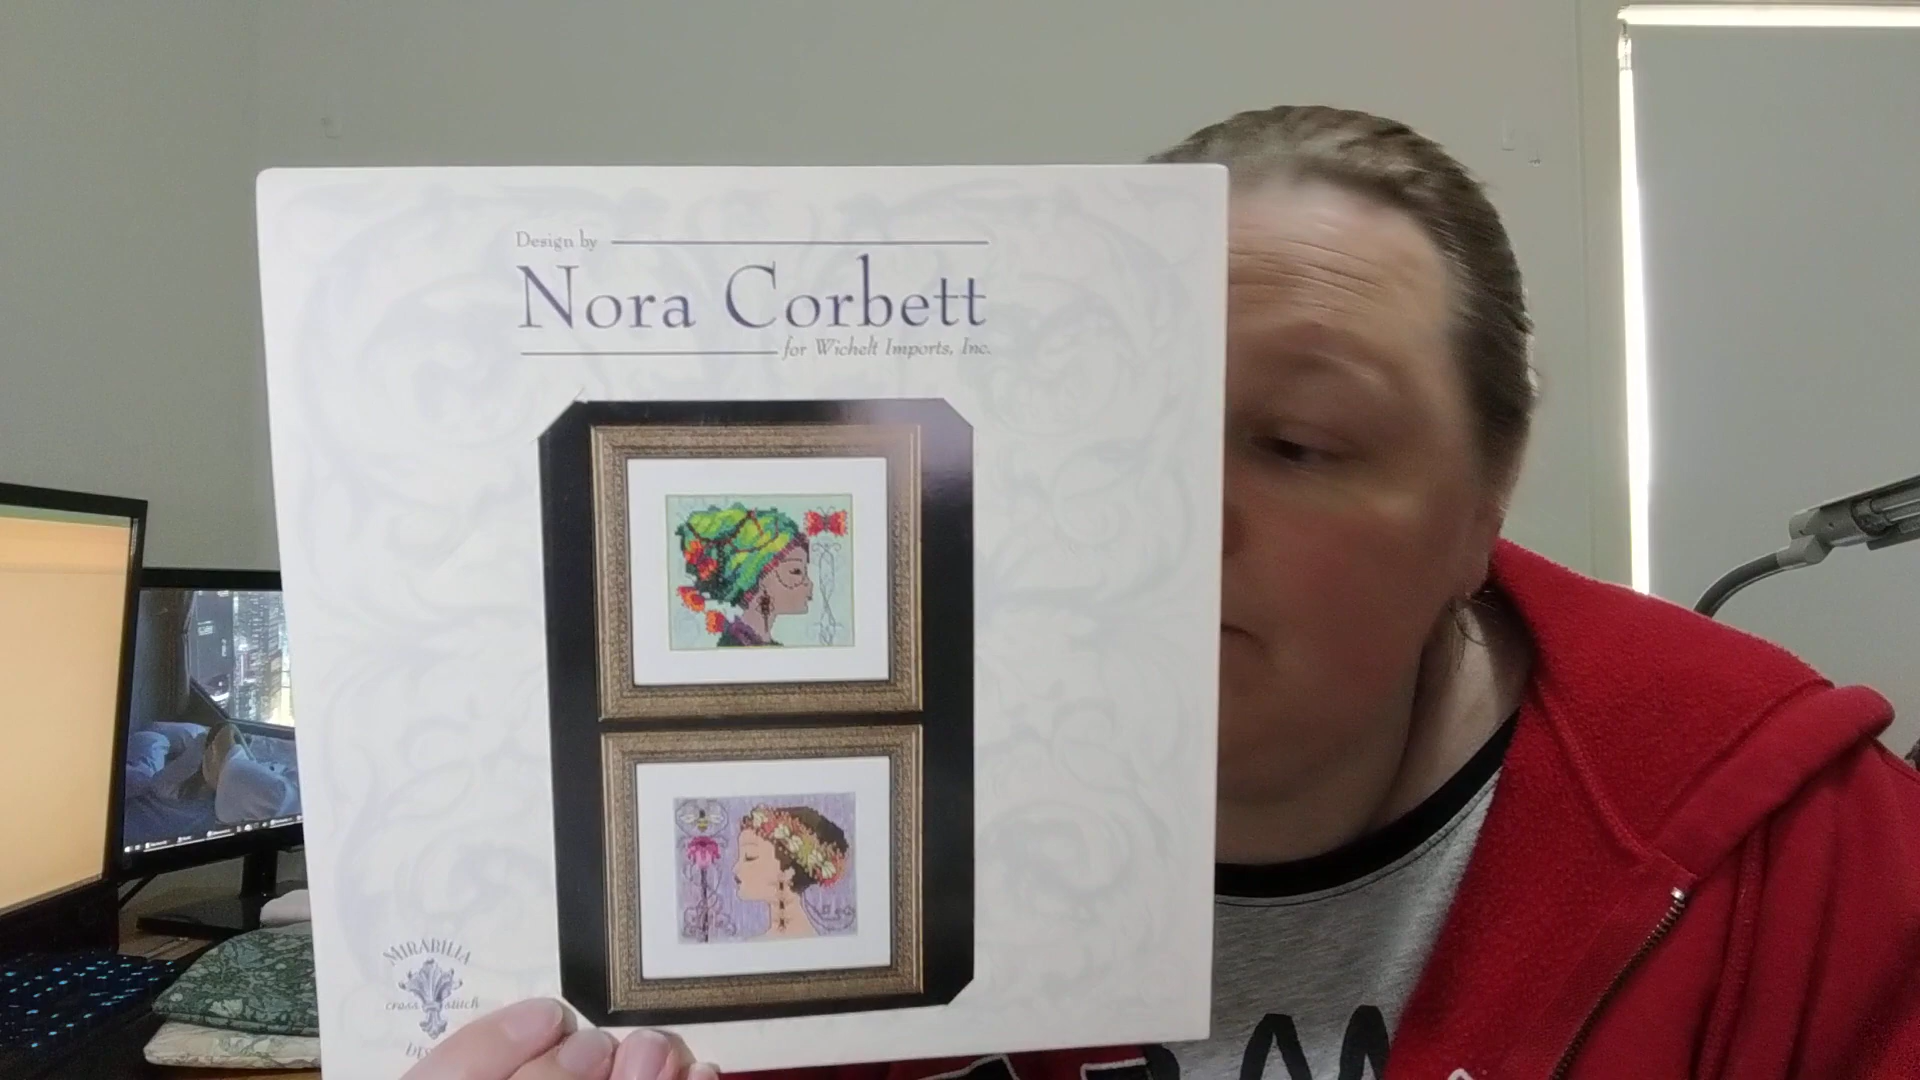 Design by
Nora Corbett
for Wichelt Imports, Inc.
MIRABILIA
cross stitch